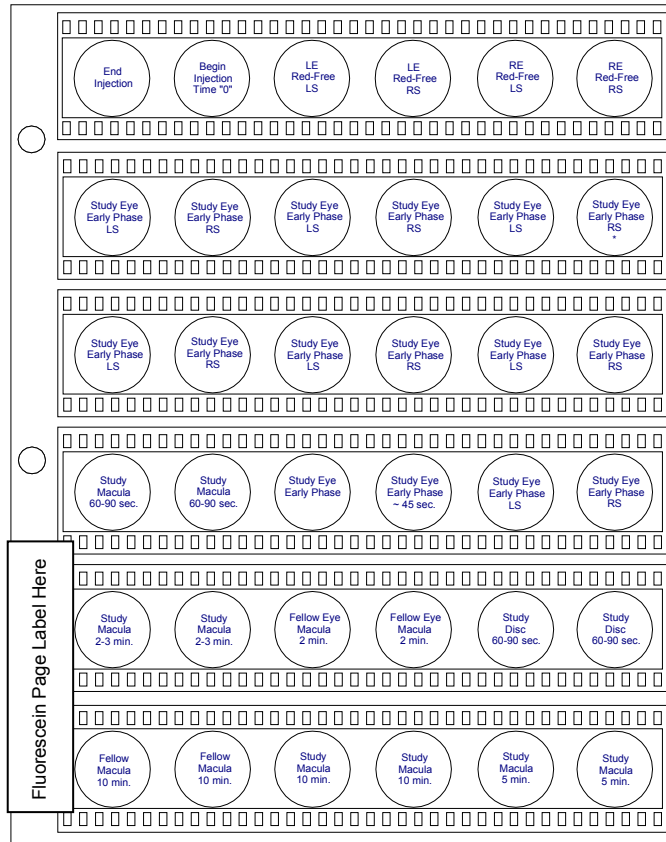 End
Injection
Begin
Injection
Time "0"
LE
Red-Free
LS
LE
Red-Free
RS
RE
Red-Free
LS
RE
Red-Free
RS
Study Eye
Early Phase
LS
Study Eye
Early Phase
RS
Study Eye
Early Phase
LS
Study Eye
Early Phase
RS
Study Eye
Early Phase
LS
Study Eye
Early Phase
RS
*
Study Eye
Early Phase
LS
Study Eye
Early Phase
RS
Study Eye
Early Phase
LS
Study Eye
Early Phase
RS
Study Eye
Early Phase
LS
Study Eye
Early Phase
RS
Study
Macula
60-90 sec.
Study
Macula
60-90 sec.
Study Eye
Early Phase
Study Eye
Early Phase
~ 45 sec.
Study Eye
Early Phase
LS
Study Eye
Early Phase
RS
Study
Macula
2-3 min.
Study
Macula
2-3 min.
Fellow Eye
Macula
2 min.
Fellow Eye
Macula
2 min.
Study
Disc
60-90 sec.
Study
Disc
60-90 sec.
Fellow
Macula
10 min.
Fellow
Macula
10 min.
Study
Macula
10 min.
Study
Macula
10 min.
Study
Macula
5 min.
Study
Macula
5 min.
Fluorescein Page Label Here